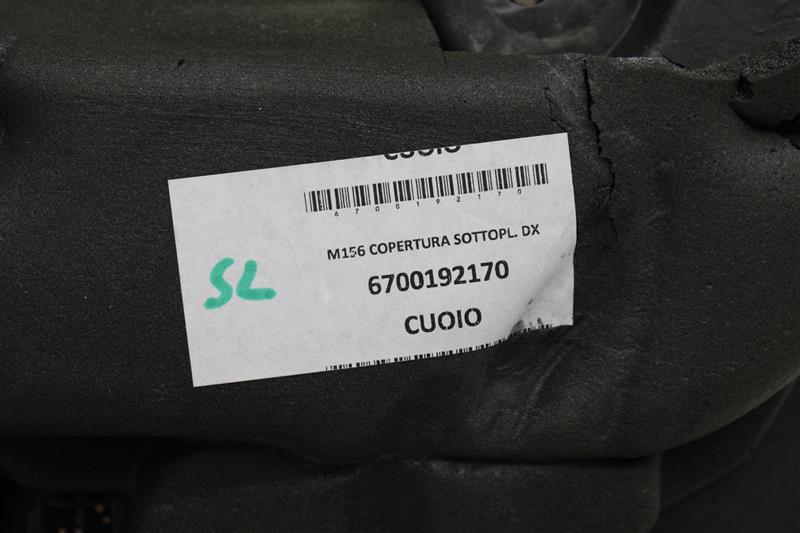 CUOIO
6700192170
M156 COPERTURA SOTTOPL. DX
6700192170
SL
CUOIO